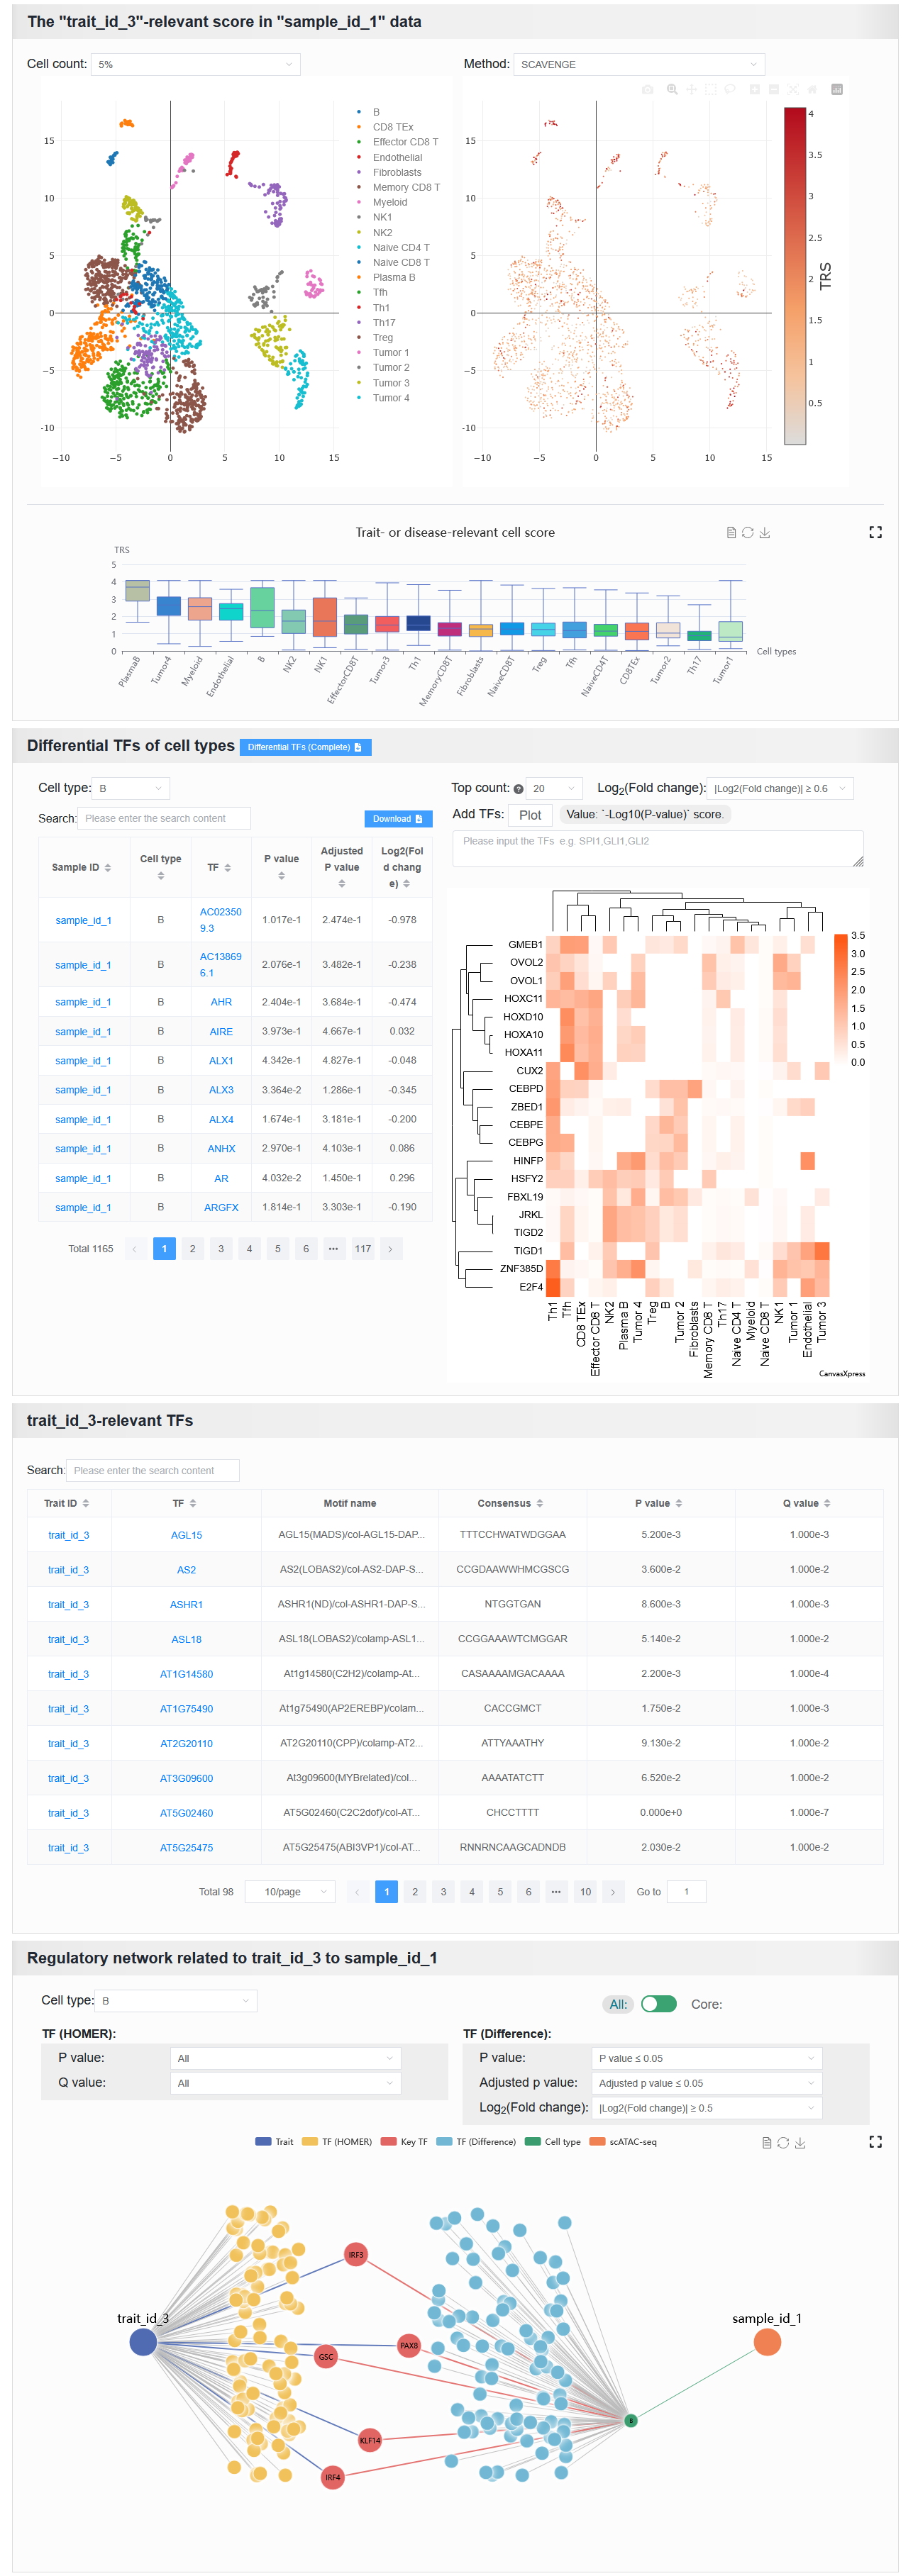 The "trait_id_3"-relevant score in "sample_id_1" data
Cell count: 5%
Method: SCAVENGE
15
10
5
0
−5
−10
−10 −5 0 5 10 15
B
CD8 TEx
Effector CD8 T
Endothelial
Fibroblasts
Memory CD8 T
Myeloid
NK1
NK2
Naive CD4 T
Naive CD8 T
Plasma B
Tfh
Th1
Th17
Treg
Tumor 1
Tumor 2
Tumor 3
Tumor 4
15
10
5
0
−5
−10
−10 −5 0 5 10 15
4
3.5
3
2.5
2
1.5
1
0.5
TRS
Trait- or disease-relevant cell score
TRS
5
4
3
2
1
0
PlasmaB Tumor4 Myeloid Endothelial B NK2 NK1 EffectorCD8T Tumor3 Th1 MemoryCD8T Fibroblasts NaiveCD8T Treg Tfh NaiveCD4T CD8TEx Tumor2 Th17 Tumor1
Cell types
Differential TFs of cell types Differential TFs (Complete)
Cell type: B
Search: Please enter the search content
Download
Sample ID Cell type TF P value Adjusted P value Log2(Fold change)
sample_id_1 B AC023509.3 1.017e-1 2.474e-1 -0.978
sample_id_1 B AC138696.1 2.076e-1 3.482e-1 -0.238
sample_id_1 B AHR 2.404e-1 3.684e-1 -0.474
sample_id_1 B AIRE 3.973e-1 4.667e-1 0.032
sample_id_1 B ALX1 4.342e-1 4.827e-1 -0.048
sample_id_1 B ALX3 3.364e-2 1.286e-1 -0.345
sample_id_1 B ALX4 1.674e-1 3.181e-1 -0.200
sample_id_1 B ANHX 2.970e-1 4.103e-1 0.086
sample_id_1 B AR 4.032e-2 1.450e-1 0.296
sample_id_1 B ARGFX 1.814e-1 3.303e-1 -0.190
Total 1165 1 2 3 4 5 6 ••• 117
Top count: ? 20 Log2(Fold change): |Log2(Fold change)| ≥ 0.6
Add TFs: Plot Value: `-Log10(P-value)` score.
Please input the TFs e.g. SPI1,GLI1,GLI2
GMEB1
OVOL2
OVOL1
HOXC11
HOXD10
HOXA10
HOXA11
CUX2
CEBPD
ZBED1
CEBPE
CEBPG
HINFP
HSFY2
FBXL19
JRKL
TIGD2
TIGD1
ZNF385D
E2F4
3.5
3.0
2.5
2.0
1.5
1.0
0.5
0.0
Th1 Tfh CD8 TEx Effector CD8 T NK2 Plasma B Tumor 4 Treg B Tumor 2 Fibroblasts Memory CD8 T Th17 Naive CD4 T Myeloid Naive CD8 T NK1 Tumor 1 Endothelial Tumor 3
CanvasXpress
trait_id_3-relevant TFs
Search: Please enter the search content
Trait ID TF Motif name Consensus P value Q value
trait_id_3 AGL15 AGL15(MADS)/col-AGL15-DAP... TTTCCHWATWDGGAA 5.200e-3 1.000e-3
trait_id_3 AS2 AS2(LOBAS2)/col-AS2-DAP-S... CCGDAAWWHMCGSCG 3.600e-2 1.000e-2
trait_id_3 ASHR1 ASHR1(ND)/col-ASHR1-DAP-S... NTGGTGAN 8.600e-3 1.000e-3
trait_id_3 ASL18 ASL18(LOBAS2)/colamp-ASL1... CCGGAAAWTCMGGAR 5.140e-2 1.000e-2
trait_id_3 AT1G14580 At1g14580(C2H2)/colamp-At... CASAAAAMGACAAAA 2.200e-3 1.000e-4
trait_id_3 AT1G75490 At1g75490(AP2EREBP)/colam... CACCGMCT 1.750e-2 1.000e-3
trait_id_3 AT2G20110 AT2G20110(CPP)/colamp-AT2... ATTYAAATHY 9.130e-2 1.000e-2
trait_id_3 AT3G09600 At3g09600(MYBrelated)/col... AAAATATCTT 6.520e-2 1.000e-2
trait_id_3 AT5G02460 AT5G02460(C2C2dof)/col-AT... CHCCTTTT 0.000e+0 1.000e-7
trait_id_3 AT5G25475 AT5G25475(ABI3VP1)/col-AT... RNNRNCAAGCADNDB 2.030e-2 1.000e-2
Total 98 10/page 1 2 3 4 5 6 ••• 10 Go to 1
Regulatory network related to trait_id_3 to sample_id_1
Cell type: B
All: Core:
TF (HOMER):
P value: All
Q value: All
TF (Difference):
P value: P value ≤ 0.05
Adjusted p value: Adjusted p value ≤ 0.05
Log2(Fold change): |Log2(Fold change)| ≥ 0.5
Trait TF (HOMER) Key TF TF (Difference) Cell type scATAC-seq
IRF3
trait_id_3
sample_id_1
PAX8
GSC
B
KLF14
IRF4